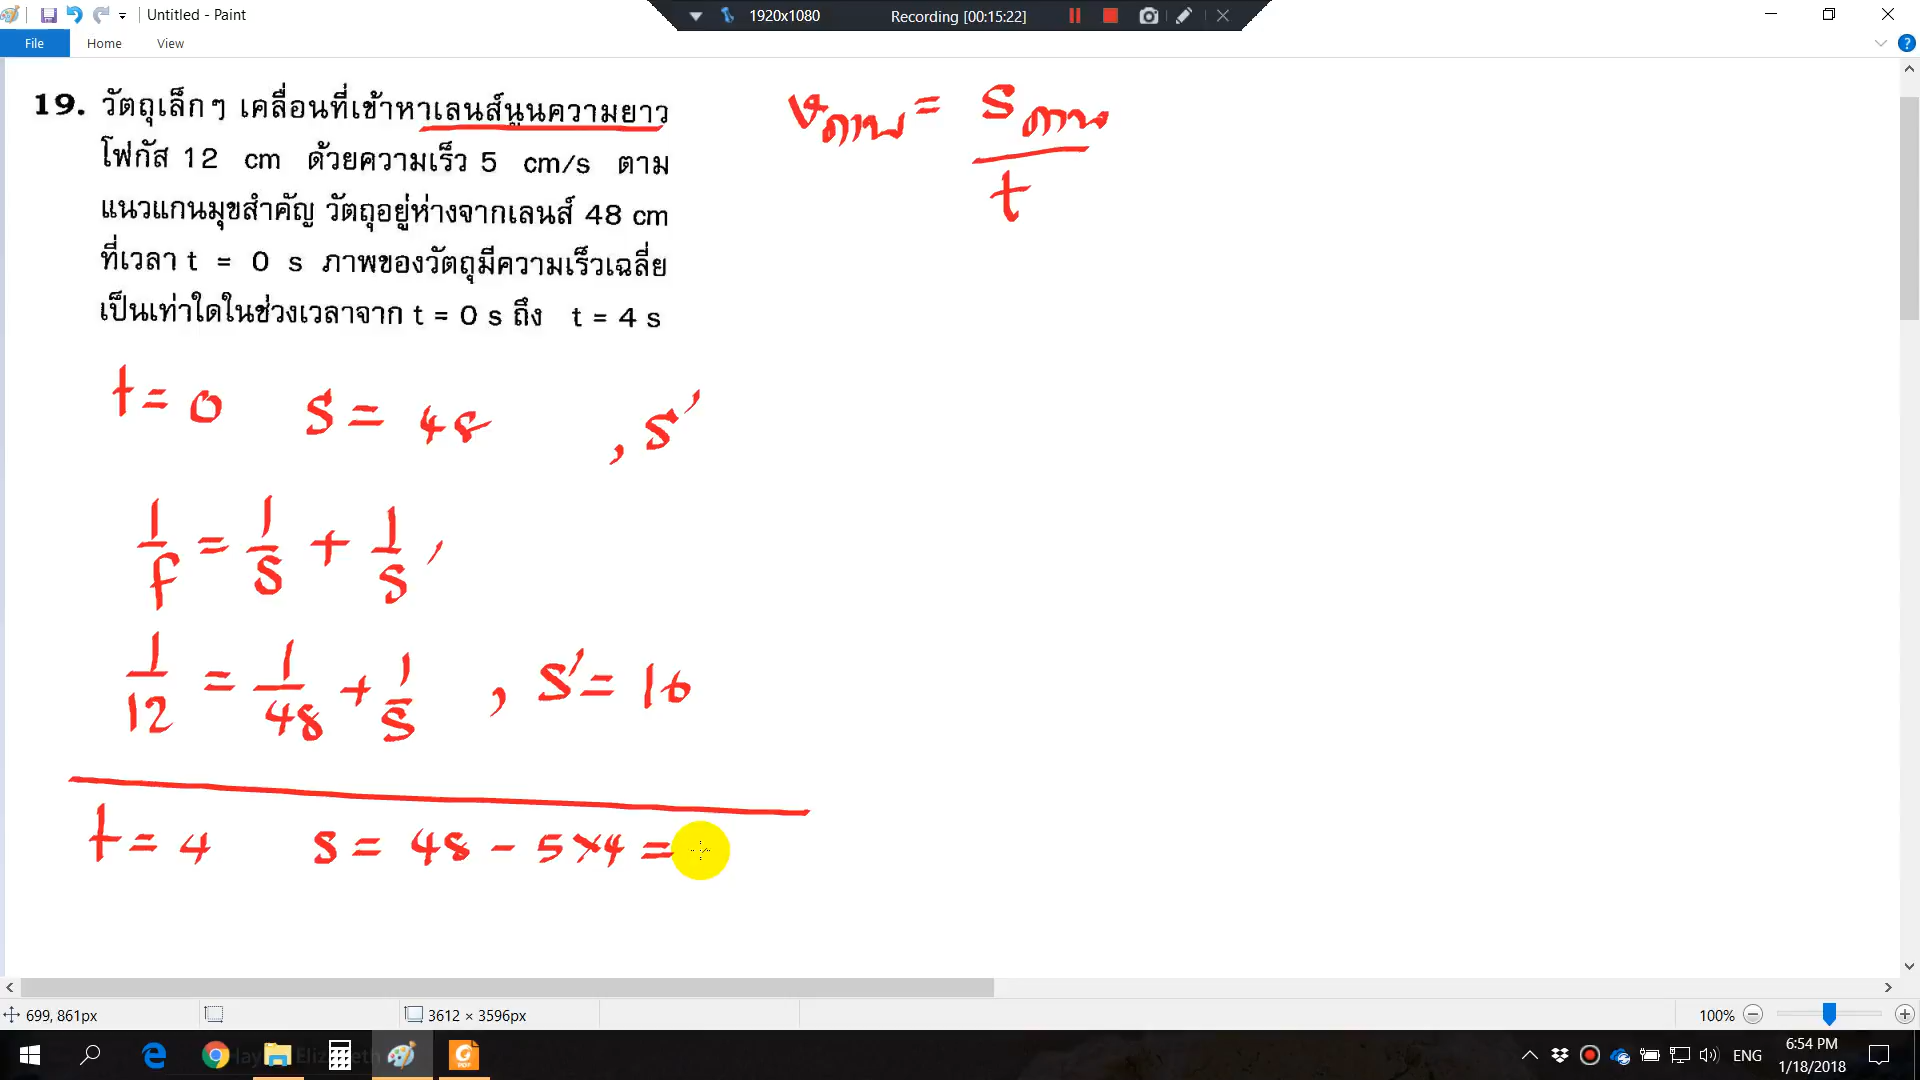 Untitled - Paint
1920x1080 Recording [00:15:22]
File Home View
19. วัตถุเล็กๆ เคลื่อนที่เข้าหาเลนส์นูนความยาว
โฟกัส 12 cm ด้วยความเร็ว 5 cm/s ตาม
แนวแกนมุขสำคัญ วัตถุอยู่ห่างจากเลนส์ 48 cm
ที่เวลา t = 0 s ภาพของวัตถุมีความเร็วเฉลี่ย
เป็นเท่าใดในช่วงเวลาจาก t = 0 s ถึง t = 4 s
vภาพ = sภาพ / t
t = 0 s = 48 , s'
1/f = 1/s + 1/s'
1/12 = 1/48 + 1/s , s' = 16
t = 4 s = 48 - 5×4 =
699, 861px 3612 × 3596px 100%
ENG 6:54 PM
1/18/2018